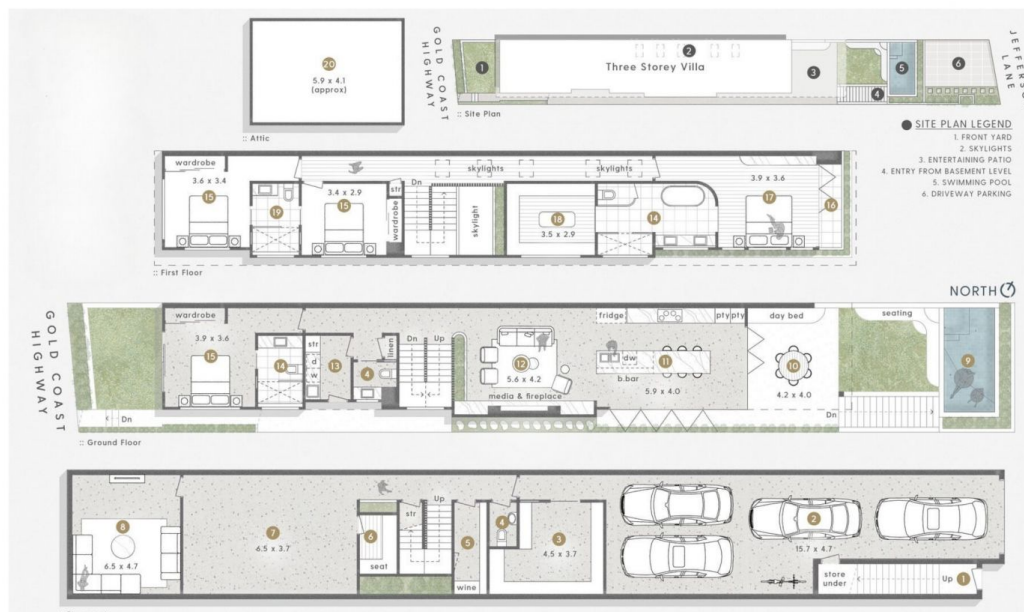 20
5.9 x 4.1
(approx)
:: Attic
GOLD COAST
HIGHWAY
1
2
Three Storey Villa
3
4
5
6
:: Site Plan
JEFFERSO
LANE
SITE PLAN LEGEND
1. FRONT YARD
2. SKYLIGHTS
3. ENTERTAINING PATIO
4. ENTRY FROM BASEMENT LEVEL
5. SWIMMING POOL
6. DRIVEWAY PARKING
wardrobe
3.6 x 3.4
15
19
3.4 x 2.9
15
str
wardrobe
Dn
skylight
skylights
skylights
18
3.5 x 2.9
14
3.9 x 3.6
17
16
:: First Floor
NORTH
GOLD COAST
HIGHWAY
wardrobe
3.9 x 3.6
15
14
str
d
w
13
linen
4
Dn
Up
12
5.6 x 4.2
media & fireplace
fridge
pty
pty
dw
b.bar
11
5.9 x 4.0
day bed
10
4.2 x 4.0
seating
9
Dn
Dn
:: Ground Floor
8
6.5 x 4.7
7
6.5 x 3.7
6
seat
str
Up
5
wine
4
3
4.5 x 3.7
2
15.7 x 4.7
store
under
Up
1